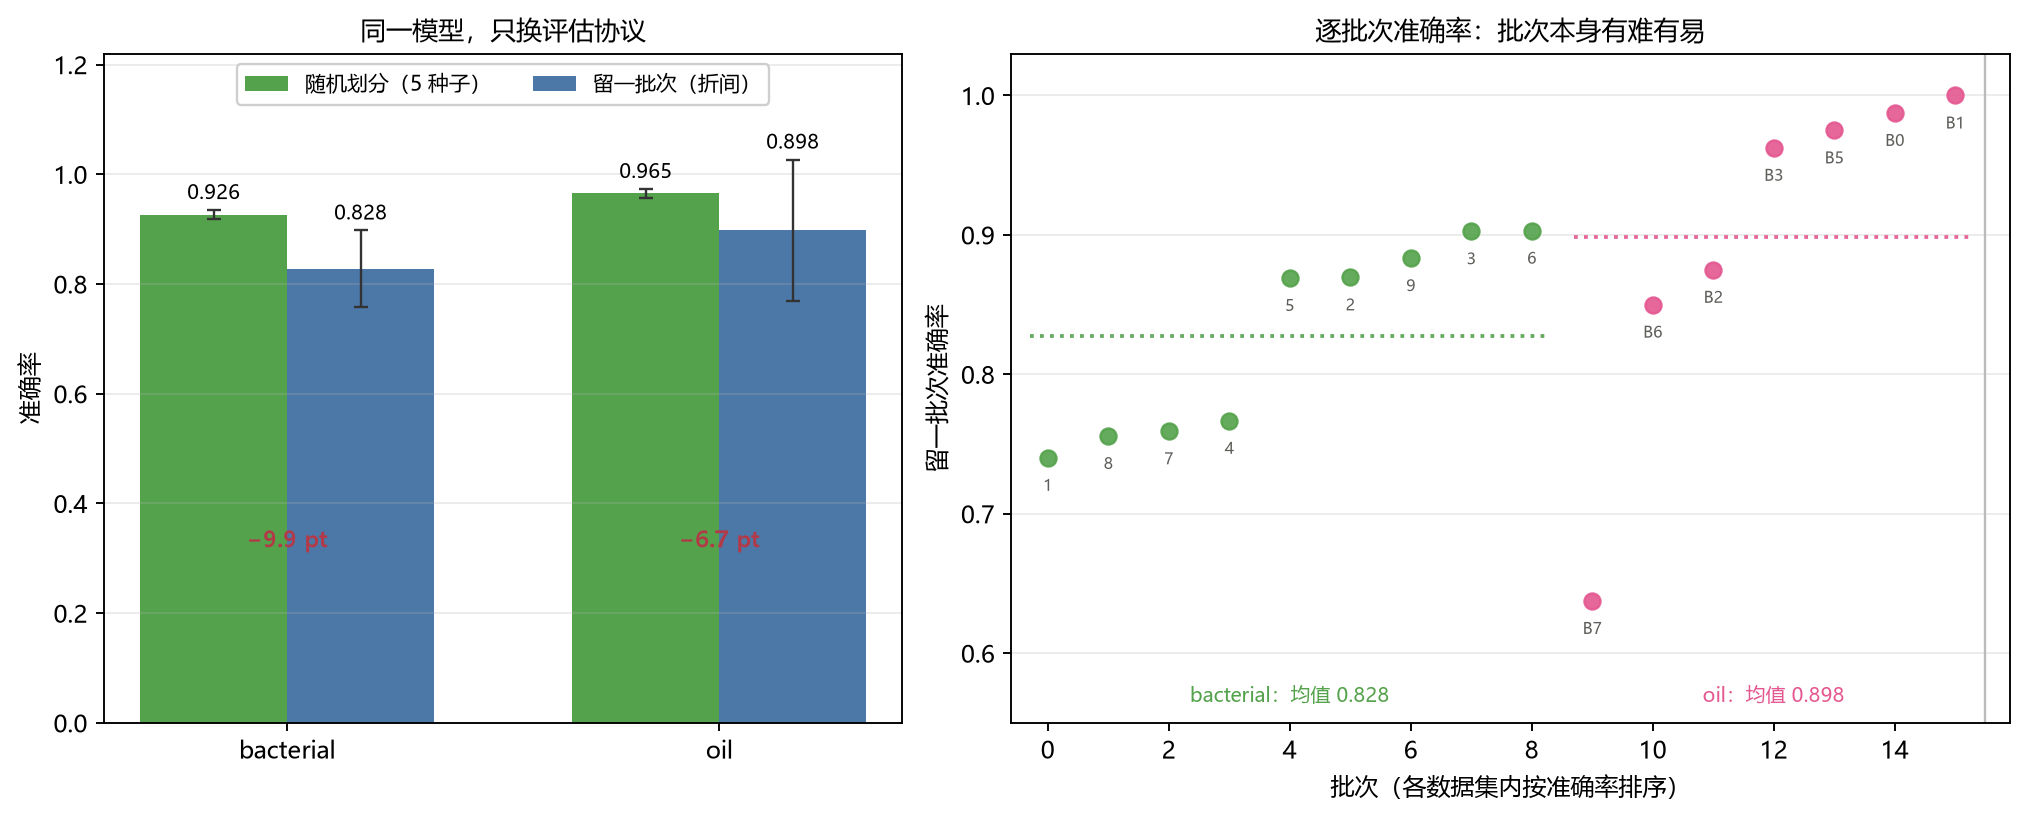 同一模型，只换评估协议
随机划分（5 种子）
留一批次（折间）
准确率
1.2
1.0
0.8
0.6
0.4
0.2
0.0
0.926
0.828
0.965
0.898
−9.9 pt
−6.7 pt
bacterial
oil
逐批次准确率：批次本身有难有易
留一批次准确率
1.0
0.9
0.8
0.7
0.6
1
8
7
4
5
2
9
3
6
B7
B6
B2
B3
B5
B0
B1
bacterial：均值 0.828
oil：均值 0.898
0
2
4
6
8
10
12
14
批次（各数据集内按准确率排序）